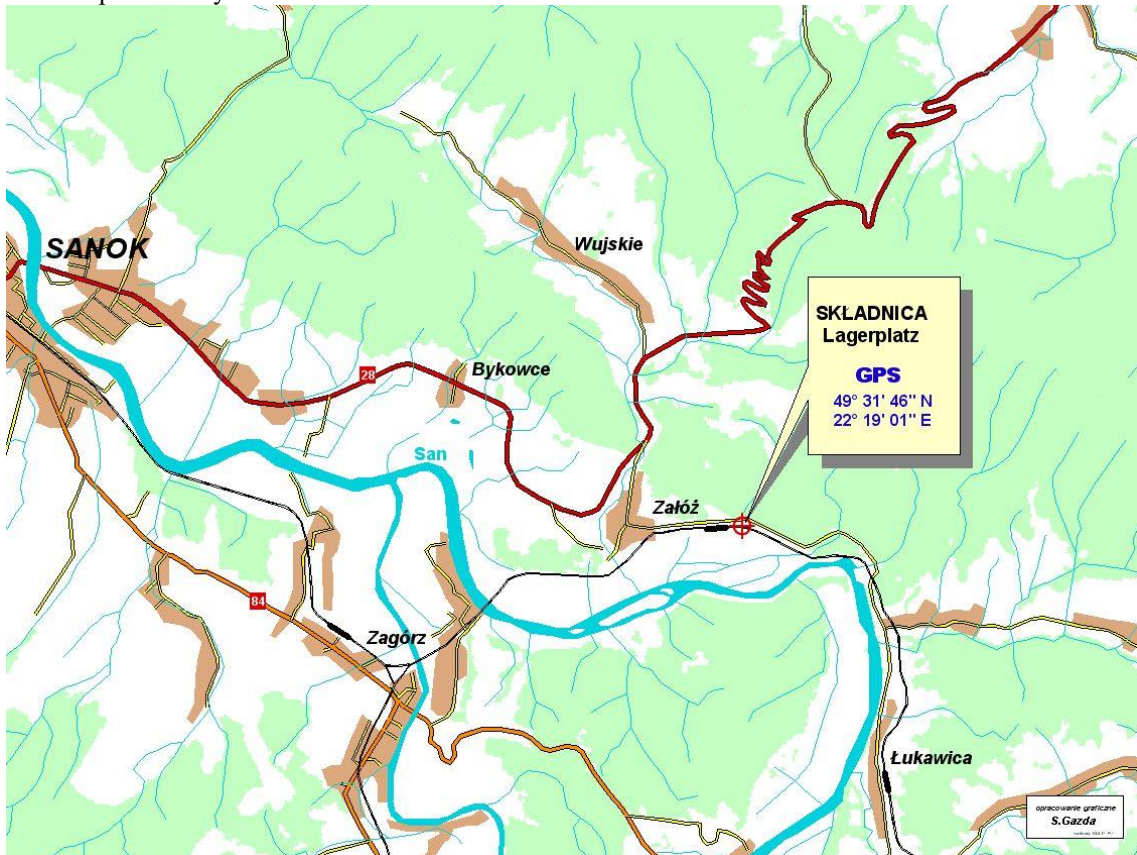 SANOK
Wujskie
SKŁADNICA
Lagerplatz
GPS
49° 31' 46" N
22° 19' 01" E
28
Bykowce
San
Załóż
84
Zagórz
Łukawica
opracowanie graficzne
S.Gazda